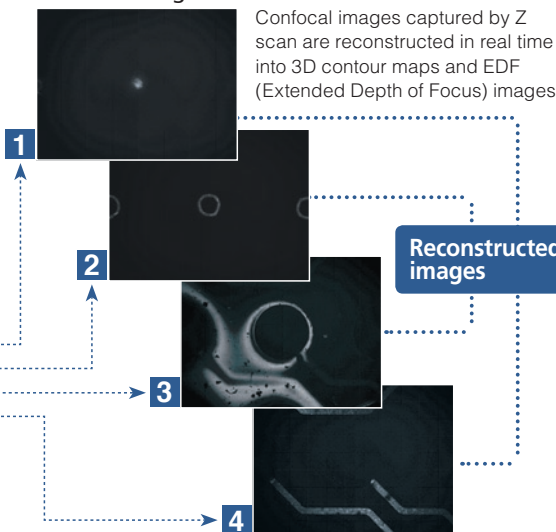 Confocal images captured by Z
scan are reconstructed in real time
into 3D contour maps and EDF
(Extended Depth of Focus) images
1
2
Reconstructed
images
3
4